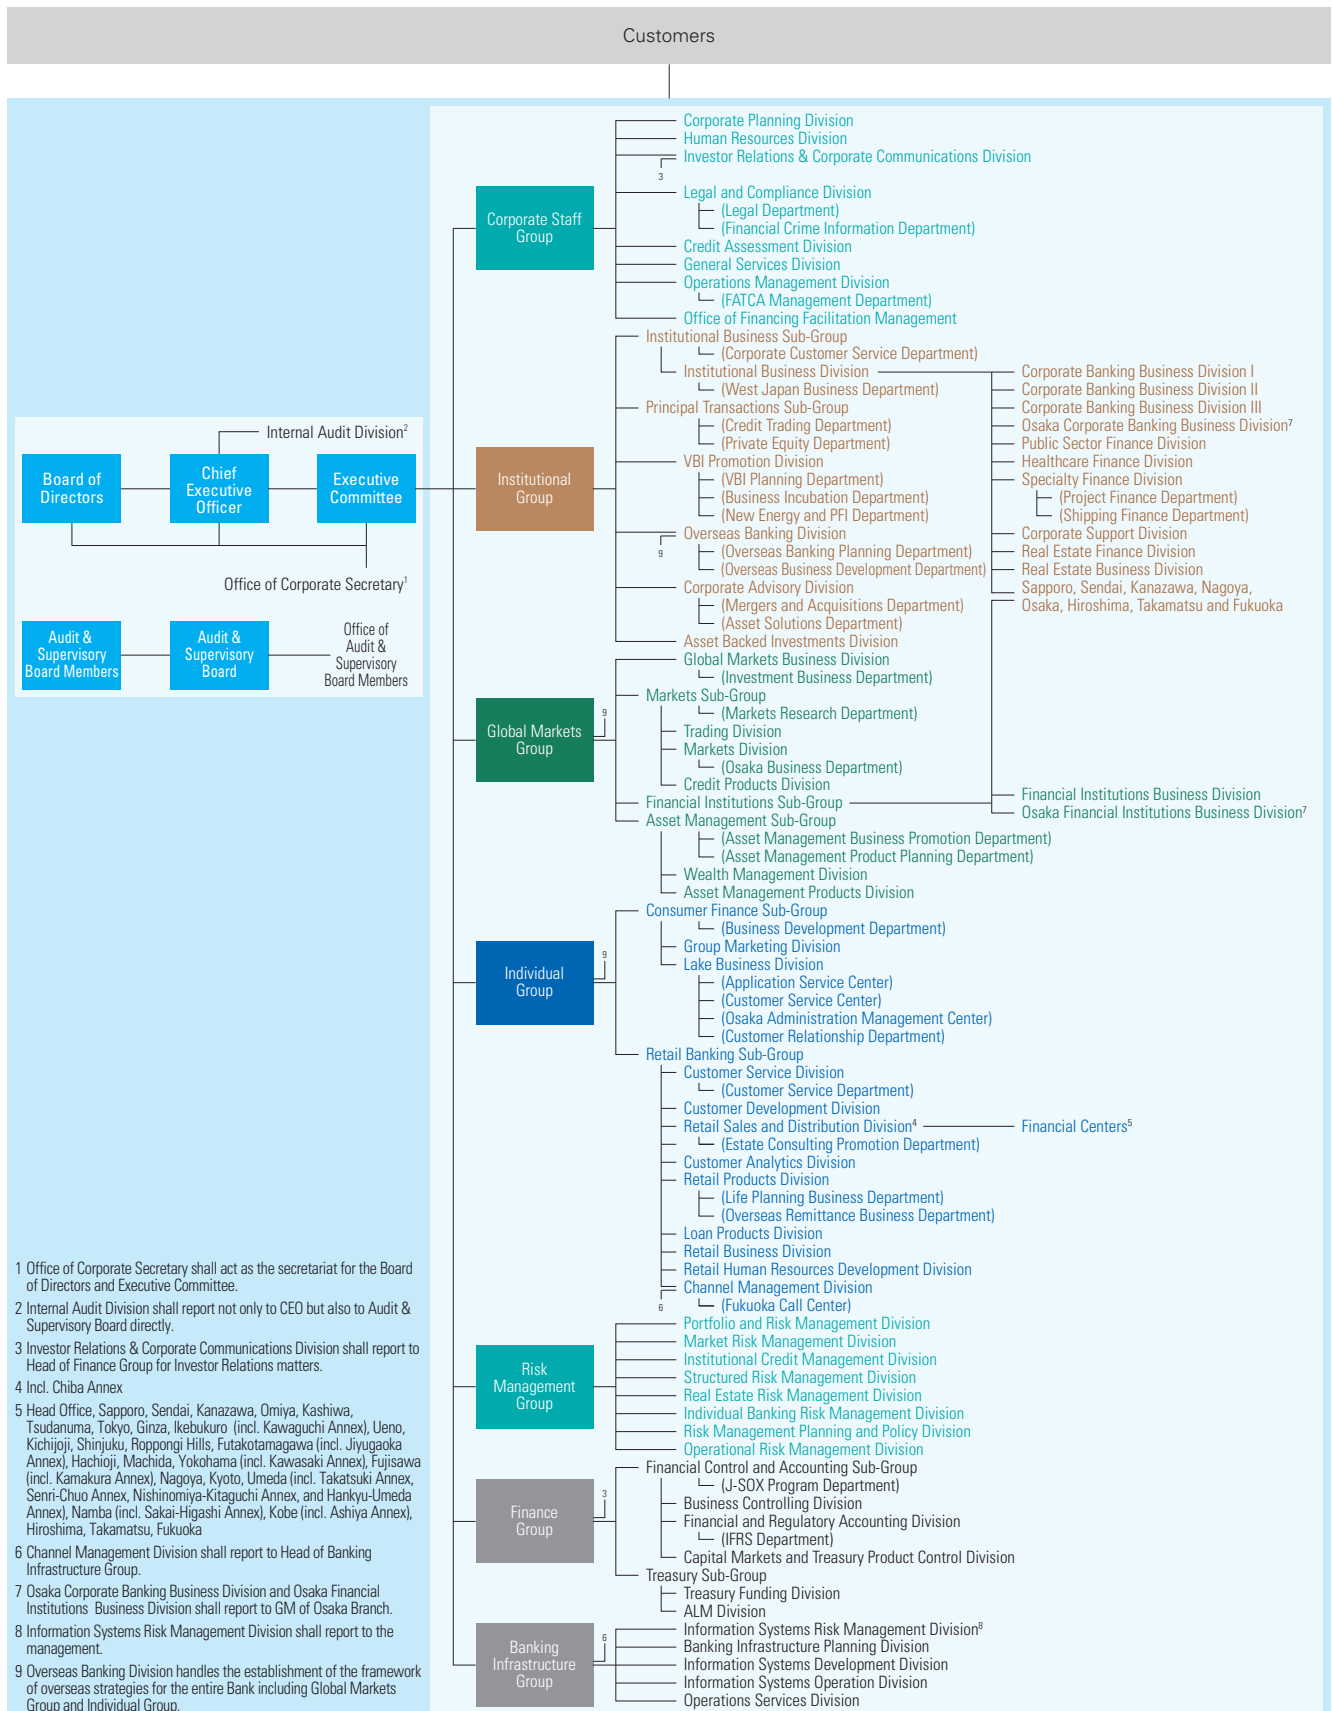 Customers
Internal Audit Division2
Board of
Directors
Chief
Executive
Officer
Executive
Committee
Office of Corporate Secretary1
Audit &
Supervisory
Board Members
Audit &
Supervisory
Board
Office of
Audit &
Supervisory
Board Members
Corporate Staff
Group
Corporate Planning Division
Human Resources Division
Investor Relations & Corporate Communications Division
3
Legal and Compliance Division
(Legal Department)
(Financial Crime Information Department)
Credit Assessment Division
General Services Division
Operations Management Division
(FATCA Management Department)
Office of Financing Facilitation Management
Institutional
Group
Institutional Business Sub-Group
(Corporate Customer Service Department)
Institutional Business Division
(West Japan Business Department)
Principal Transactions Sub-Group
(Credit Trading Department)
(Private Equity Department)
VBI Promotion Division
(VBI Planning Department)
(Business Incubation Department)
(New Energy and PFI Department)
Overseas Banking Division
9
(Overseas Banking Planning Department)
(Overseas Business Development Department)
Corporate Advisory Division
(Mergers and Acquisitions Department)
(Asset Solutions Department)
Asset Backed Investments Division
Corporate Banking Business Division I
Corporate Banking Business Division II
Corporate Banking Business Division III
Osaka Corporate Banking Business Division7
Public Sector Finance Division
Healthcare Finance Division
Specialty Finance Division
(Project Finance Department)
(Shipping Finance Department)
Corporate Support Division
Real Estate Finance Division
Real Estate Business Division
Sapporo, Sendai, Kanazawa, Nagoya,
Osaka, Hiroshima, Takamatsu and Fukuoka
Global Markets
Group
9
Global Markets Business Division
(Investment Business Department)
Markets Sub-Group
(Markets Research Department)
Trading Division
Markets Division
(Osaka Business Department)
Credit Products Division
Financial Institutions Sub-Group
Financial Institutions Business Division
Osaka Financial Institutions Business Division7
Asset Management Sub-Group
(Asset Management Business Promotion Department)
(Asset Management Product Planning Department)
Wealth Management Division
Asset Management Products Division
Individual
Group
9
Consumer Finance Sub-Group
(Business Development Department)
Group Marketing Division
Lake Business Division
(Application Service Center)
(Customer Service Center)
(Osaka Administration Management Center)
(Customer Relationship Department)
Retail Banking Sub-Group
Customer Service Division
(Customer Service Department)
Customer Development Division
Retail Sales and Distribution Division4
Financial Centers5
(Estate Consulting Promotion Department)
Customer Analytics Division
Retail Products Division
(Life Planning Business Department)
(Overseas Remittance Business Department)
Loan Products Division
Retail Business Division
Retail Human Resources Development Division
Channel Management Division
6
(Fukuoka Call Center)
Risk
Management
Group
Portfolio and Risk Management Division
Market Risk Management Division
Institutional Credit Management Division
Structured Risk Management Division
Real Estate Risk Management Division
Individual Banking Risk Management Division
Risk Management Planning and Policy Division
Operational Risk Management Division
Finance
Group
3
Financial Control and Accounting Sub-Group
(J-SOX Program Department)
Business Controlling Division
Financial and Regulatory Accounting Division
(IFRS Department)
Capital Markets and Treasury Product Control Division
Treasury Sub-Group
Treasury Funding Division
ALM Division
Banking
Infrastructure
Group
6
Information Systems Risk Management Division8
Banking Infrastructure Planning Division
Information Systems Development Division
Information Systems Operation Division
Operations Services Division
1 Office of Corporate Secretary shall act as the secretariat for the Board
of Directors and Executive Committee.
2 Internal Audit Division shall report not only to CEO but also to Audit &
Supervisory Board directly.
3 Investor Relations & Corporate Communications Division shall report to
Head of Finance Group for Investor Relations matters.
4 Incl. Chiba Annex
5 Head Office, Sapporo, Sendai, Kanazawa, Omiya, Kashiwa,
Tsudanuma, Tokyo, Ginza, Ikebukuro (incl. Kawaguchi Annex), Ueno,
Kichijoji, Shinjuku, Roppongi Hills, Futakotamagawa (incl. Jiyugaoka
Annex), Hachioji, Machida, Yokohama (incl. Kawasaki Annex), Fujisawa
(incl. Kamakura Annex), Nagoya, Kyoto, Umeda (incl. Takatsuki Annex,
Senri-Chuo Annex, Nishinomiya-Kitaguchi Annex, and Hankyu-Umeda
Annex), Namba (incl. Sakai-Higashi Annex), Kobe (incl. Ashiya Annex),
Hiroshima, Takamatsu, Fukuoka
6 Channel Management Division shall report to Head of Banking
Infrastructure Group.
7 Osaka Corporate Banking Business Division and Osaka Financial
Institutions Business Division shall report to GM of Osaka Branch.
8 Information Systems Risk Management Division shall report to the
management.
9 Overseas Banking Division handles the establishment of the framework
of overseas strategies for the entire Bank including Global Markets
Group and Individual Group.